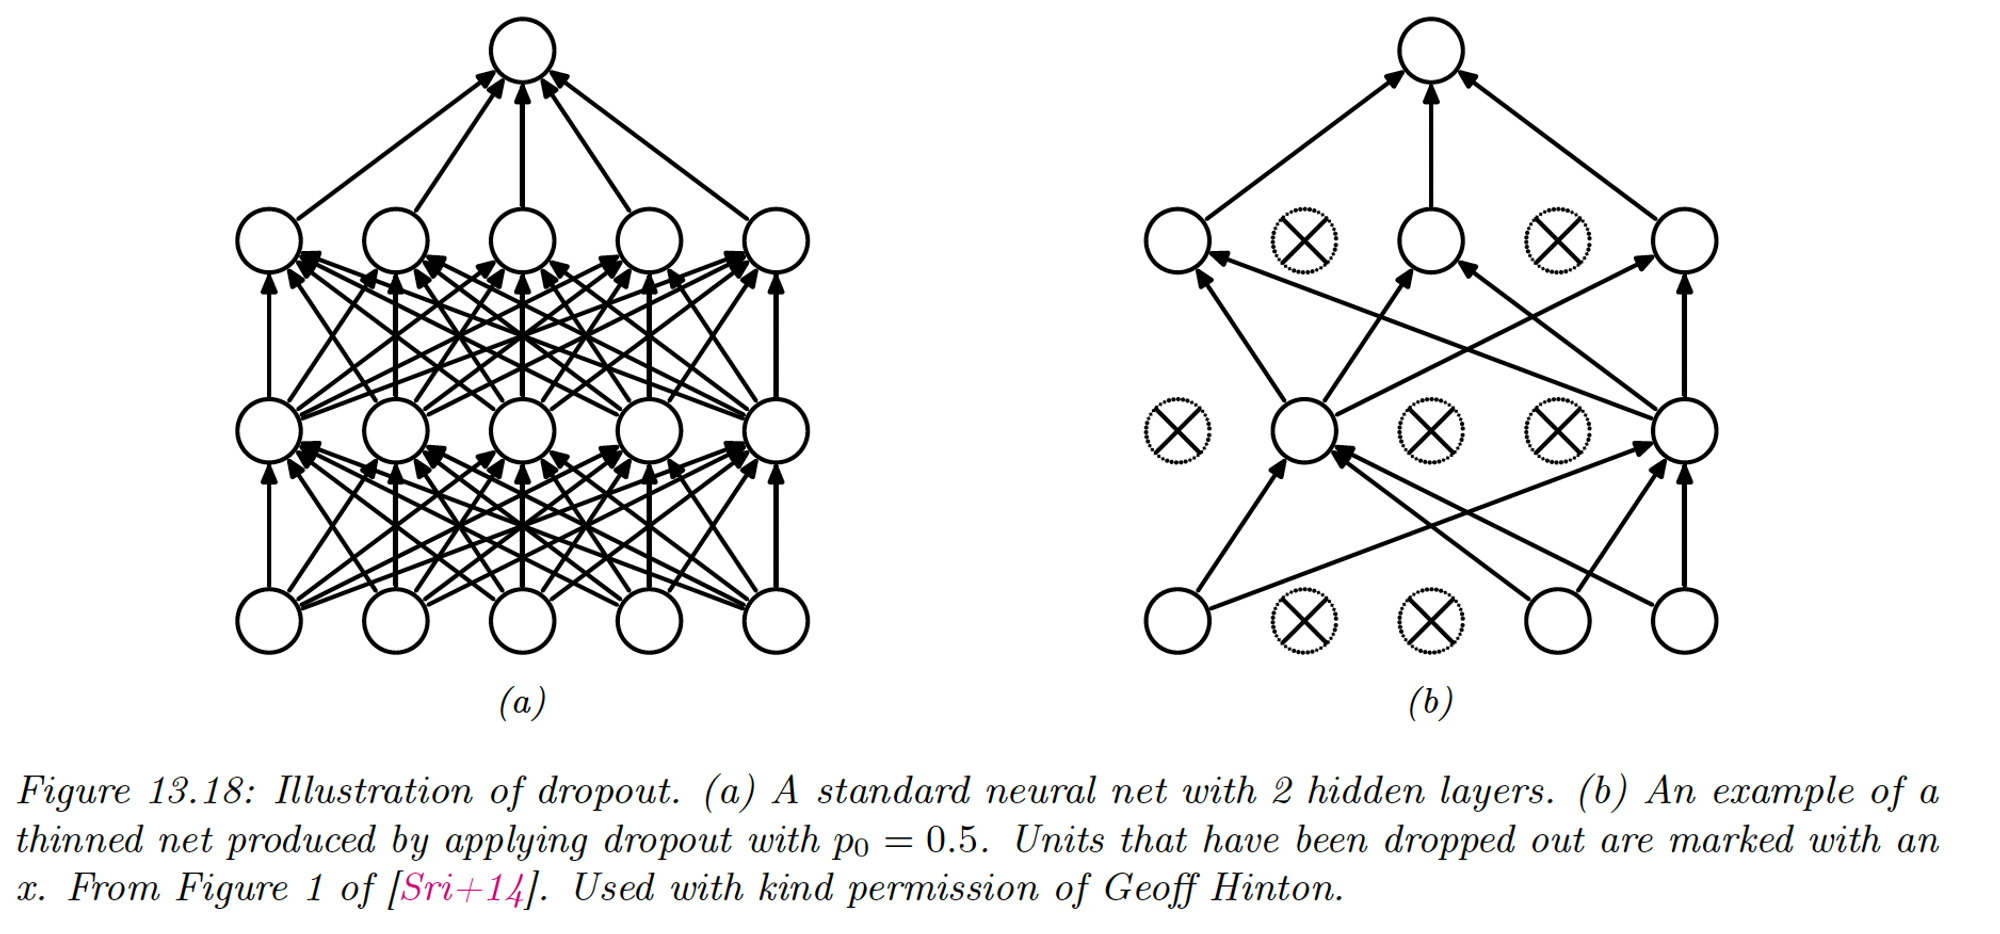 (a)
(b)
Figure 13.18: Illustration of dropout. (a) A standard neural net with 2 hidden layers. (b) An example of a
thinned net produced by applying dropout with p₀ = 0.5. Units that have been dropped out are marked with an
x. From Figure 1 of [Sri+14]. Used with kind permission of Geoff Hinton.